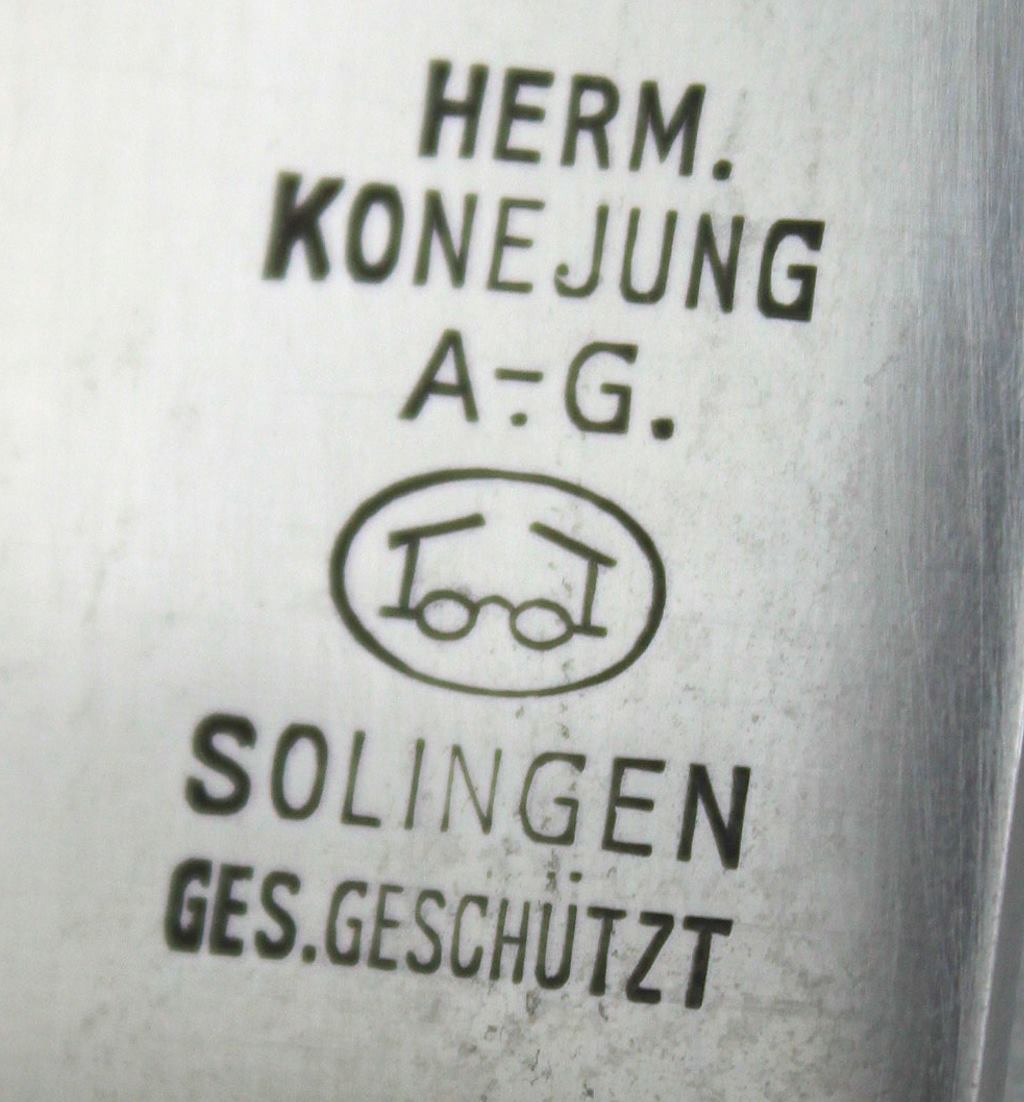 HERM.
KONEJUNG
A.-G.
SOLINGEN
GES.GESCHÜTZT